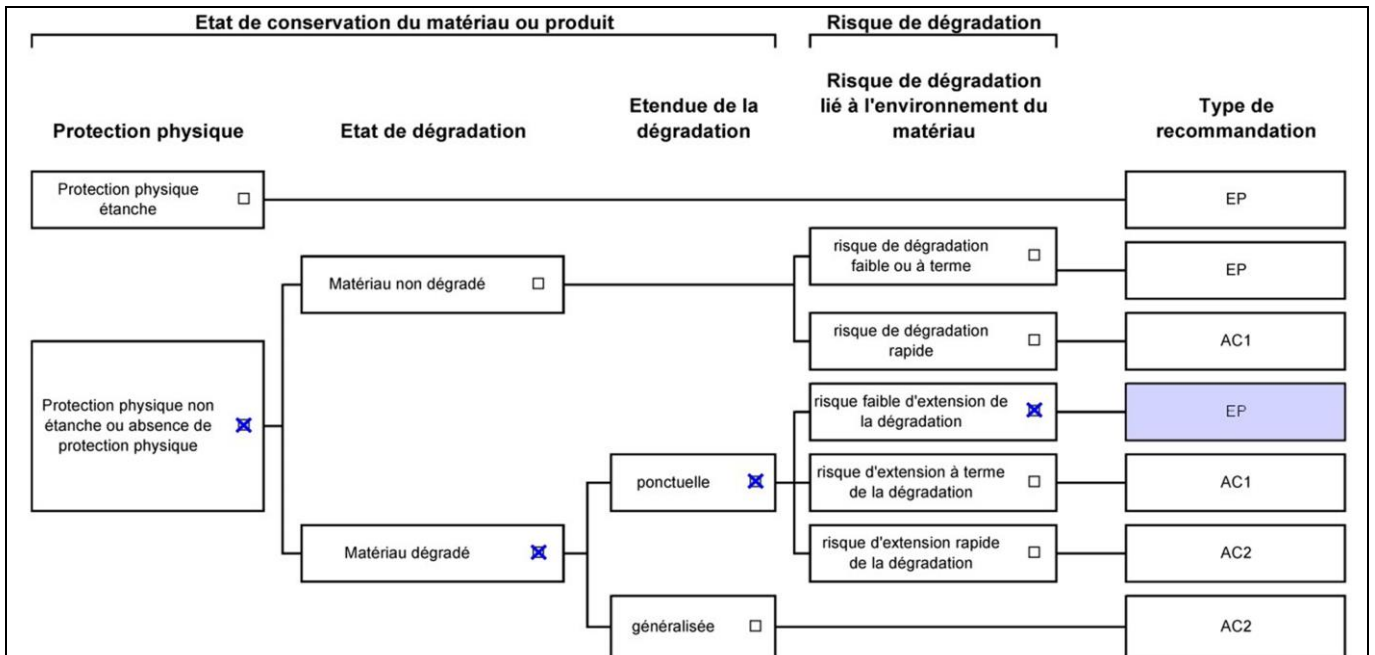 Etat de conservation du matériau ou produit
Risque de dégradation
Protection physique
Etat de dégradation
Etendue de la
dégradation
Risque de dégradation
lié à l'environnement du
matériau
Type de
recommandation
Protection physique
étanche
EP
risque de dégradation
faible ou à terme
EP
Matériau non dégradé
risque de dégradation
rapide
AC1
Protection physique non
étanche ou absence de
protection physique
risque faible d'extension de
la dégradation
EP
ponctuelle
risque d'extension à terme
de la dégradation
AC1
Matériau dégradé
risque d'extension rapide
de la dégradation
AC2
généralisée
AC2